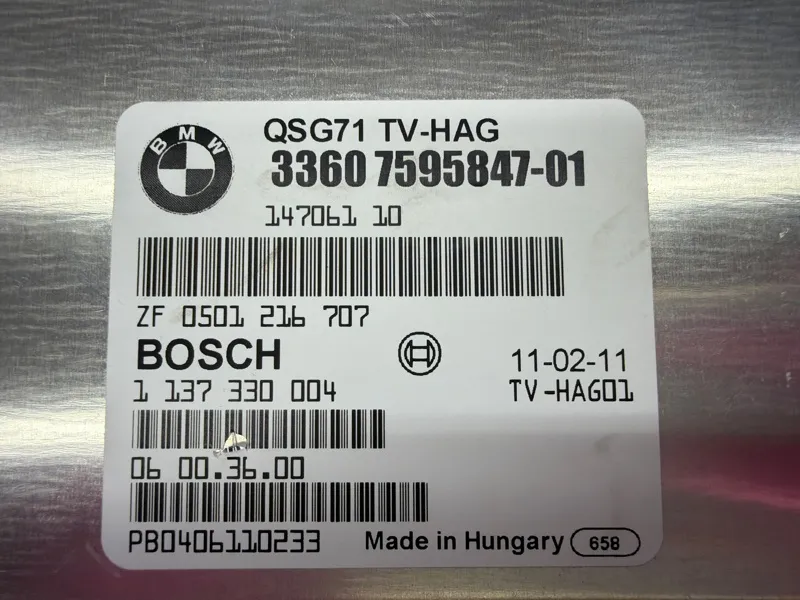 BMW
QSG71 TV-HAG
3360 7595847-01
147061 10
ZF 0501 216 707
BOSCH
11-02-11
1 137 330 004
TV-HAG01
06 00.36.00
PB0406110233
Made in Hungary 658